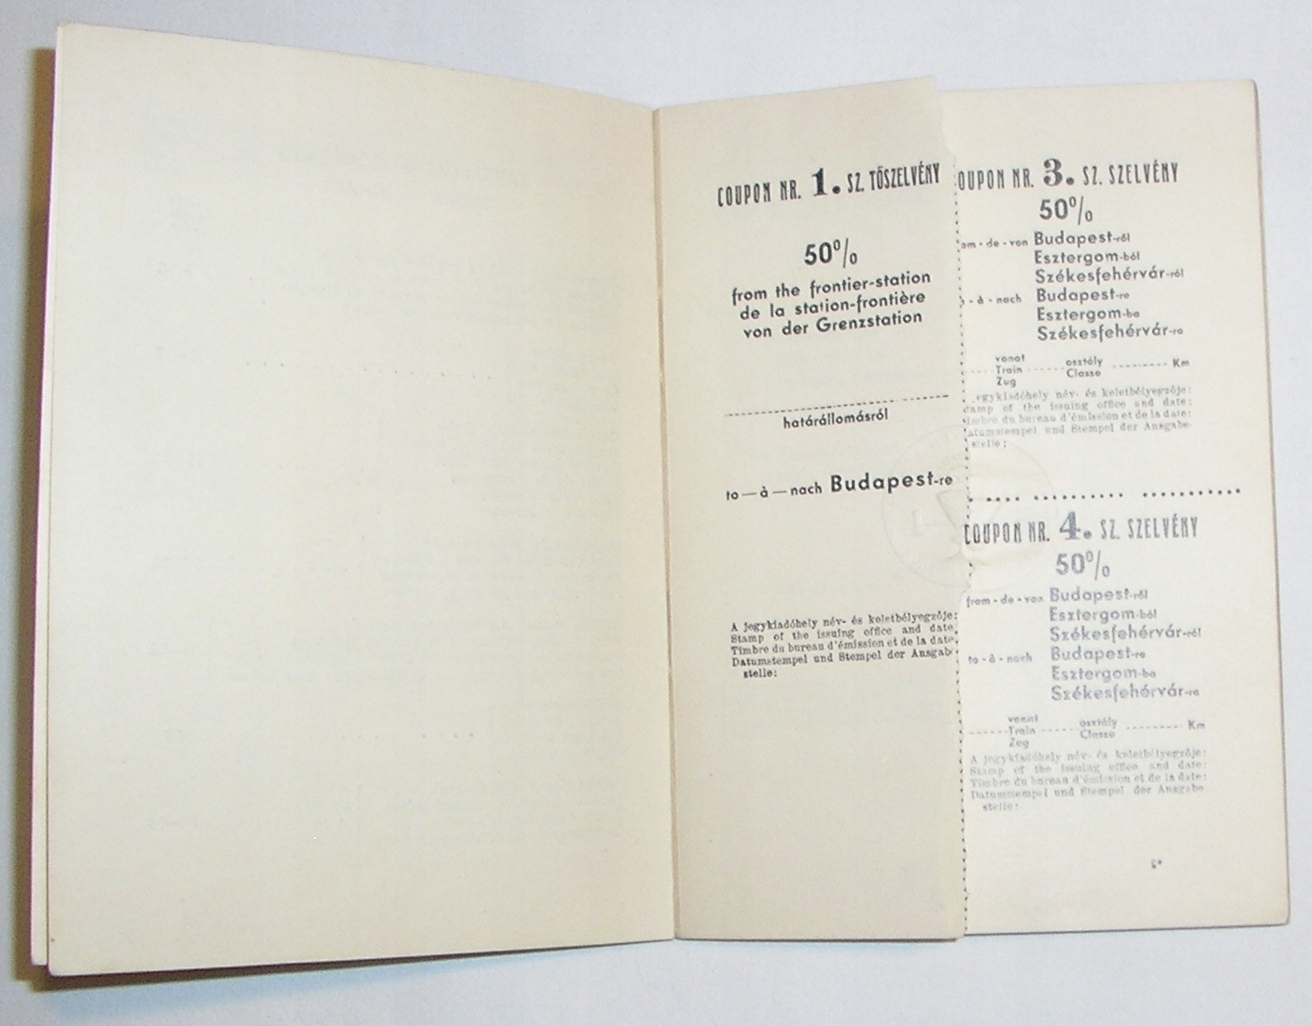 COUPON NR. 1. SZ. TŐSZELVÉNY
50%
from the frontier-station
de la station-frontière
von der Grenzstation
határállomásról
to — à — nach Budapest-re
A jegykiadóhely név- és keletbélyegzője:
Stamp of the issuing office and date
Timbre du bureau d'émission et de la date
Datumstempel und Stempel der Ausgab
stelle:
OUPON NR. 3. SZ. SZELVÉNY
50%
om - de - von Budapest-ről
Esztergom-ból
Székesfehérvár-ról
- à - nach Budapest-re
Esztergom-ba
Székesfehérvár-ra
vonat osztály Km
Train Classe
Zug
egykiadóhely név- és keletbélyegzője:
tamp of the issuing office and date:
imbre du bureau d'émission et de la date:
atumstempel und Stempel der Ausgabe-
stelle:
COUPON NR. 4. SZ. SZELVÉNY
50%
from - de - von Budapest-ről
Esztergom-ból
Székesfehérvár-ról
to - à - nach Budapest-re
Esztergom-ba
Székesfehérvár-ra
vonat osztály Km
Train Classe
Zug
A jegykiadóhely név- és keletbélyegzője:
Stamp of the issuing office and date:
Timbre du bureau d'émission et de la date:
Datumstempel und Stempel der Ausgabe
stelle: